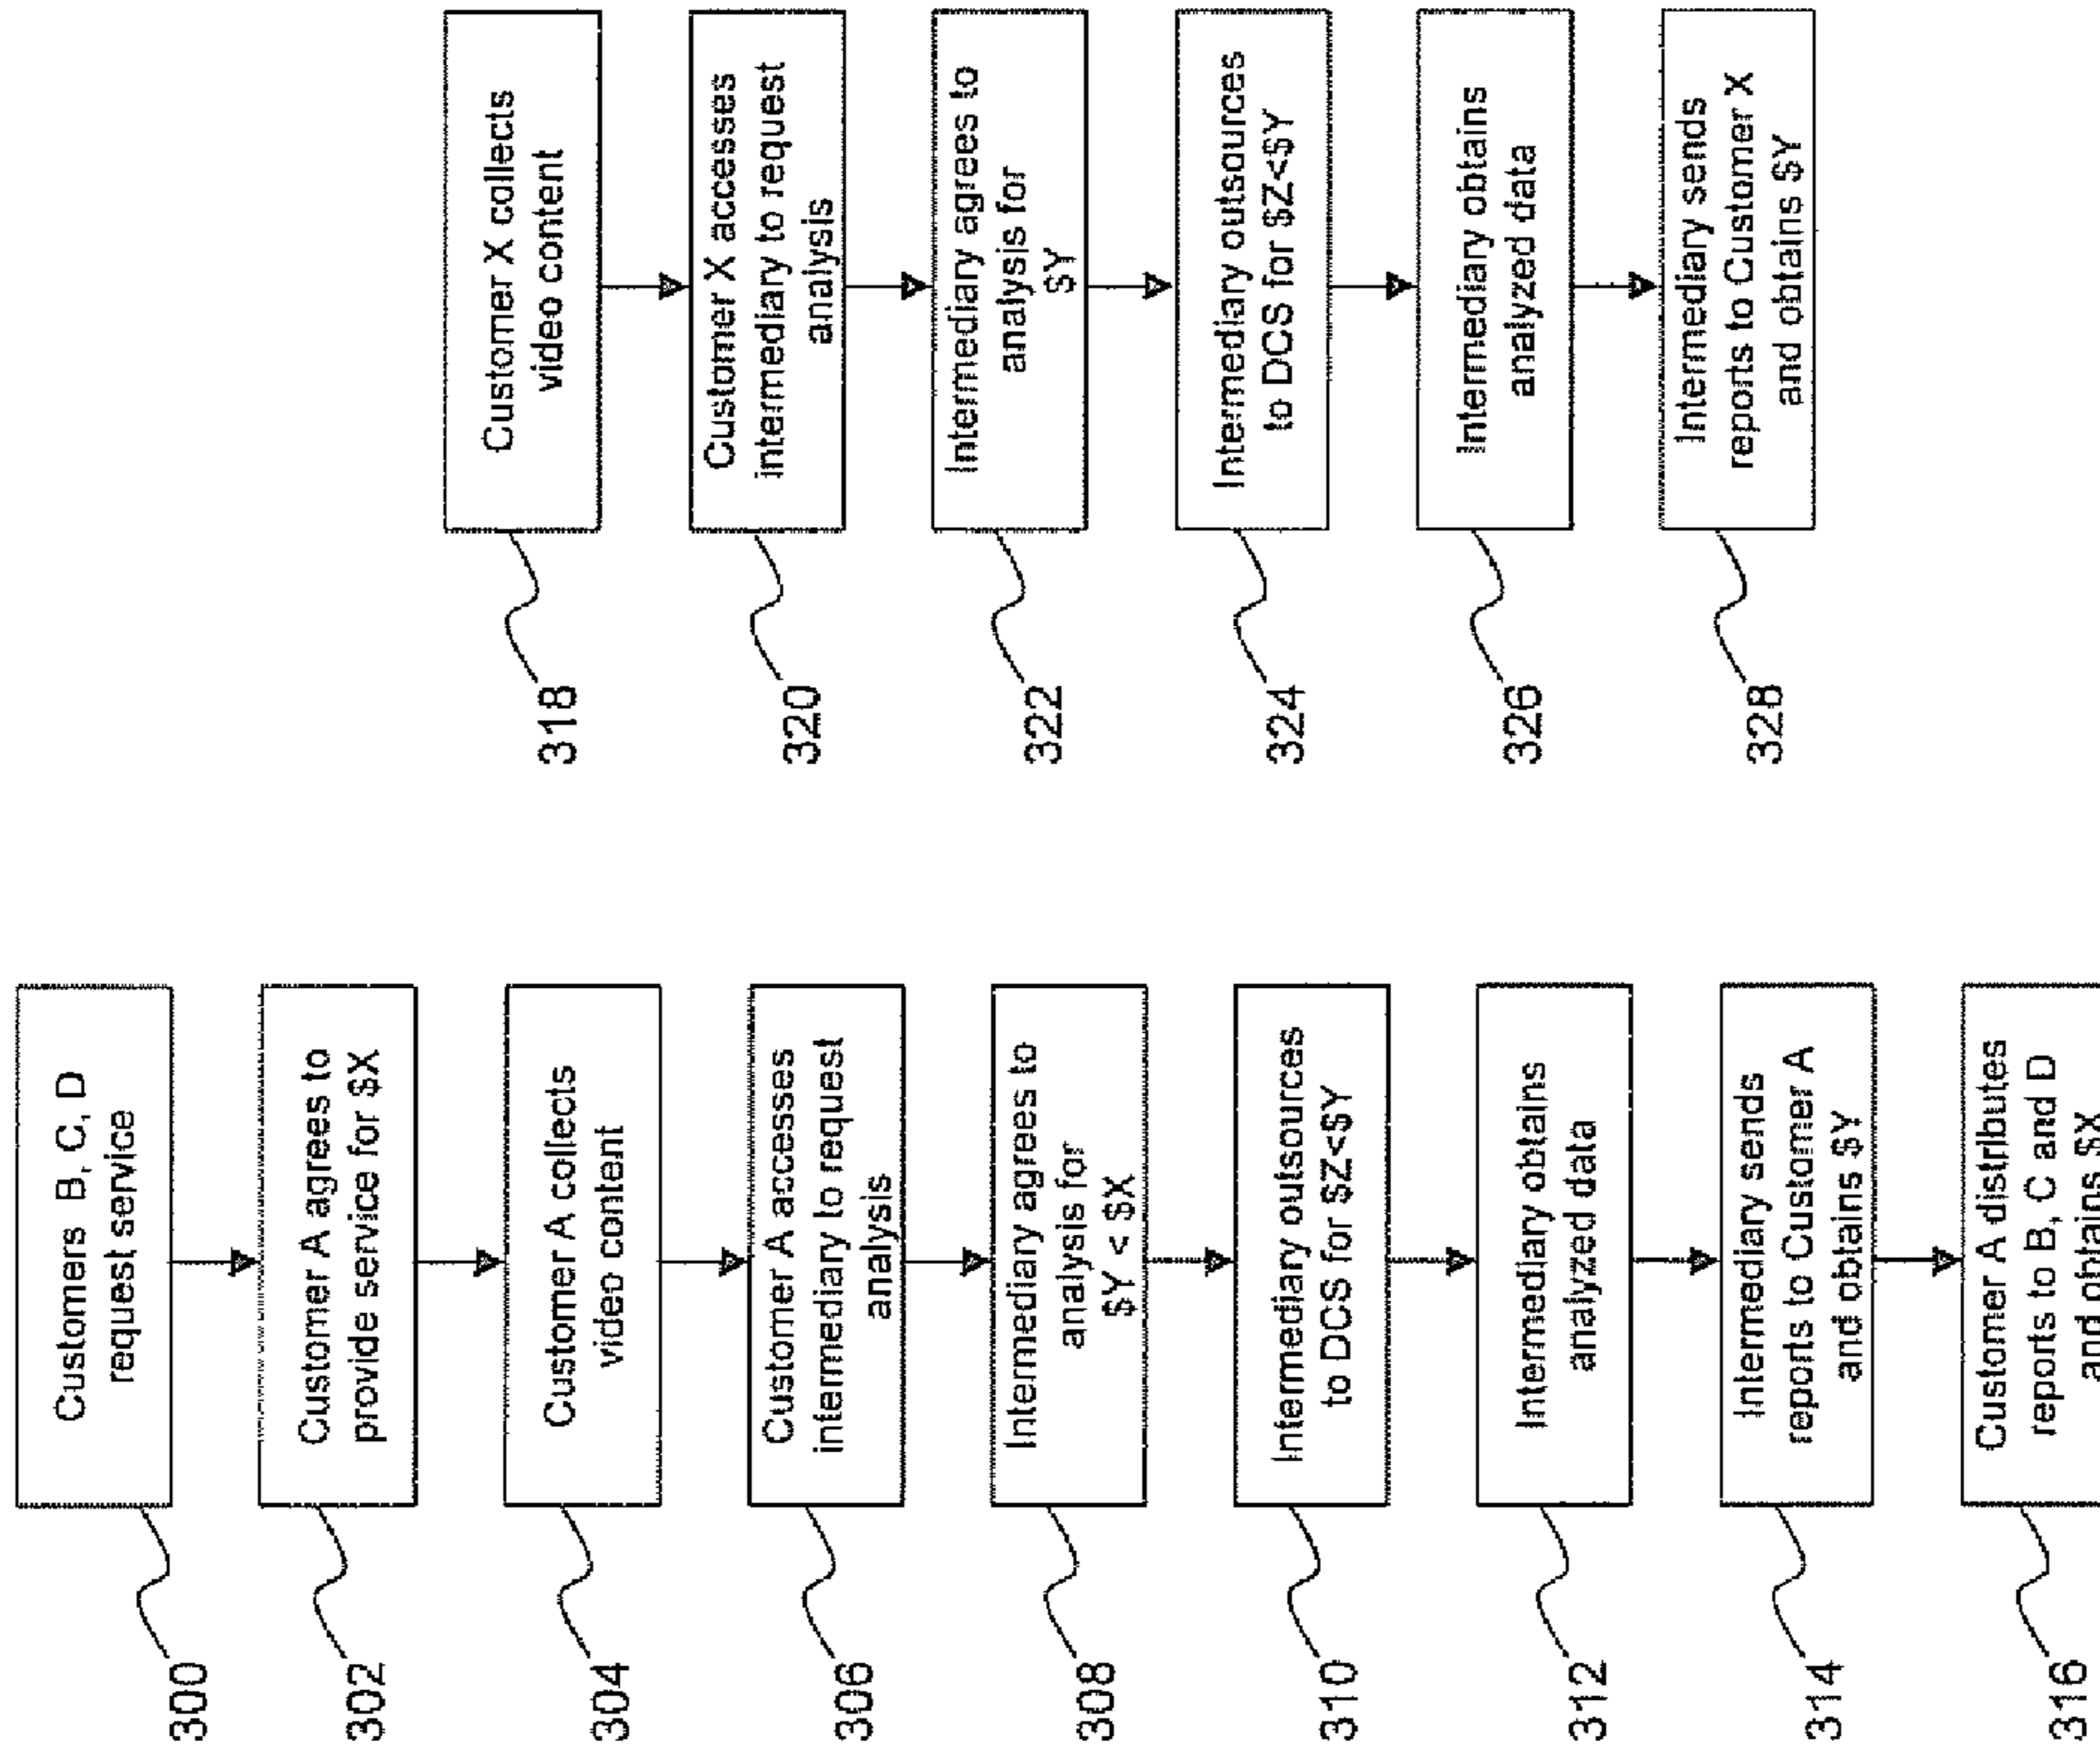 300
Customers B, C, D
request service
302
Customer A agrees to
provide service for $X
304
Customer A collects
video content
306
Customer A accesses
intermediary to request
analysis
308
Intermediary agrees to
analysis for
$Y < $X
310
Intermediary outsources
to DCS for $Z<$Y
312
Intermediary obtains
analyzed data
314
Intermediary sends
reports to Customer A
and obtains $Y
316
Customer A distributes
reports to B, C and D
and obtains $X
318
Customer X collects
video content
320
Customer X accesses
intermediary to request
analysis
322
Intermediary agrees to
analysis for
$Y
324
Intermediary outsources
to DCS for $Z<$Y
326
Intermediary obtains
analyzed data
328
Intermediary sends
reports to Customer X
and obtains $Y